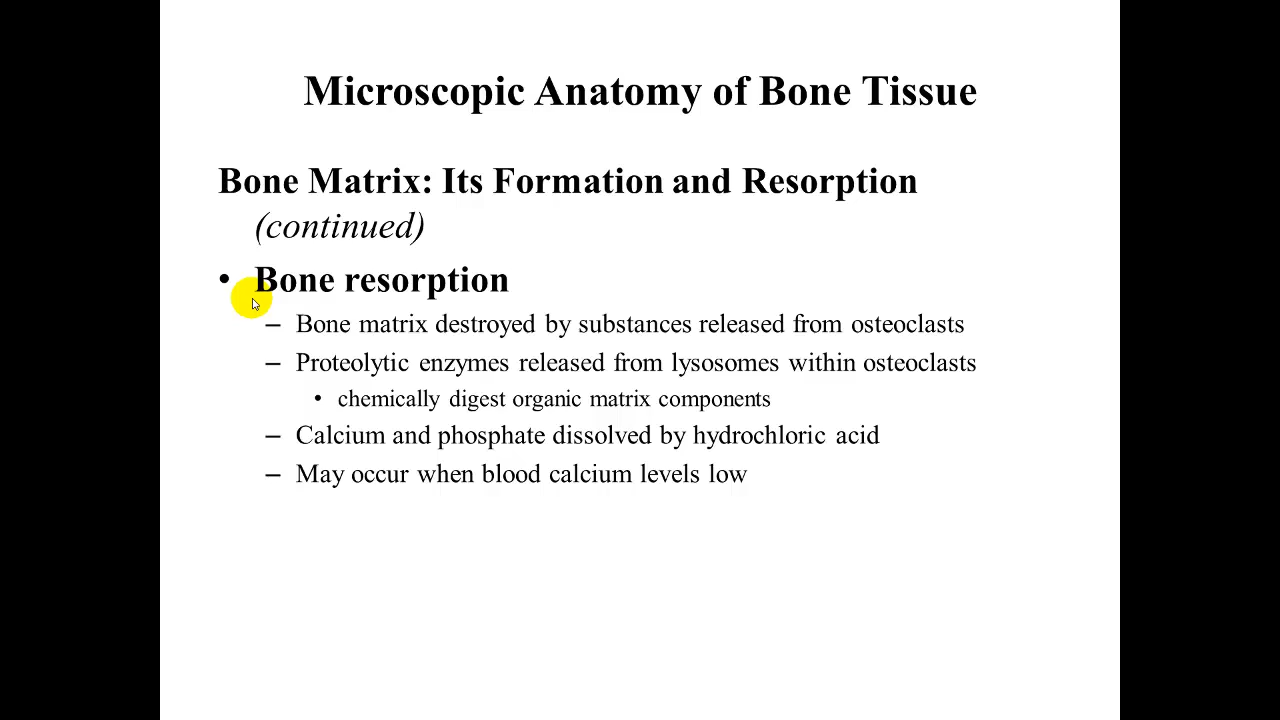 Microscopic Anatomy of Bone Tissue
Bone Matrix: Its Formation and Resorption
(continued)
• Bone resorption
– Bone matrix destroyed by substances released from osteoclasts
– Proteolytic enzymes released from lysosomes within osteoclasts
• chemically digest organic matrix components
– Calcium and phosphate dissolved by hydrochloric acid
– May occur when blood calcium levels low